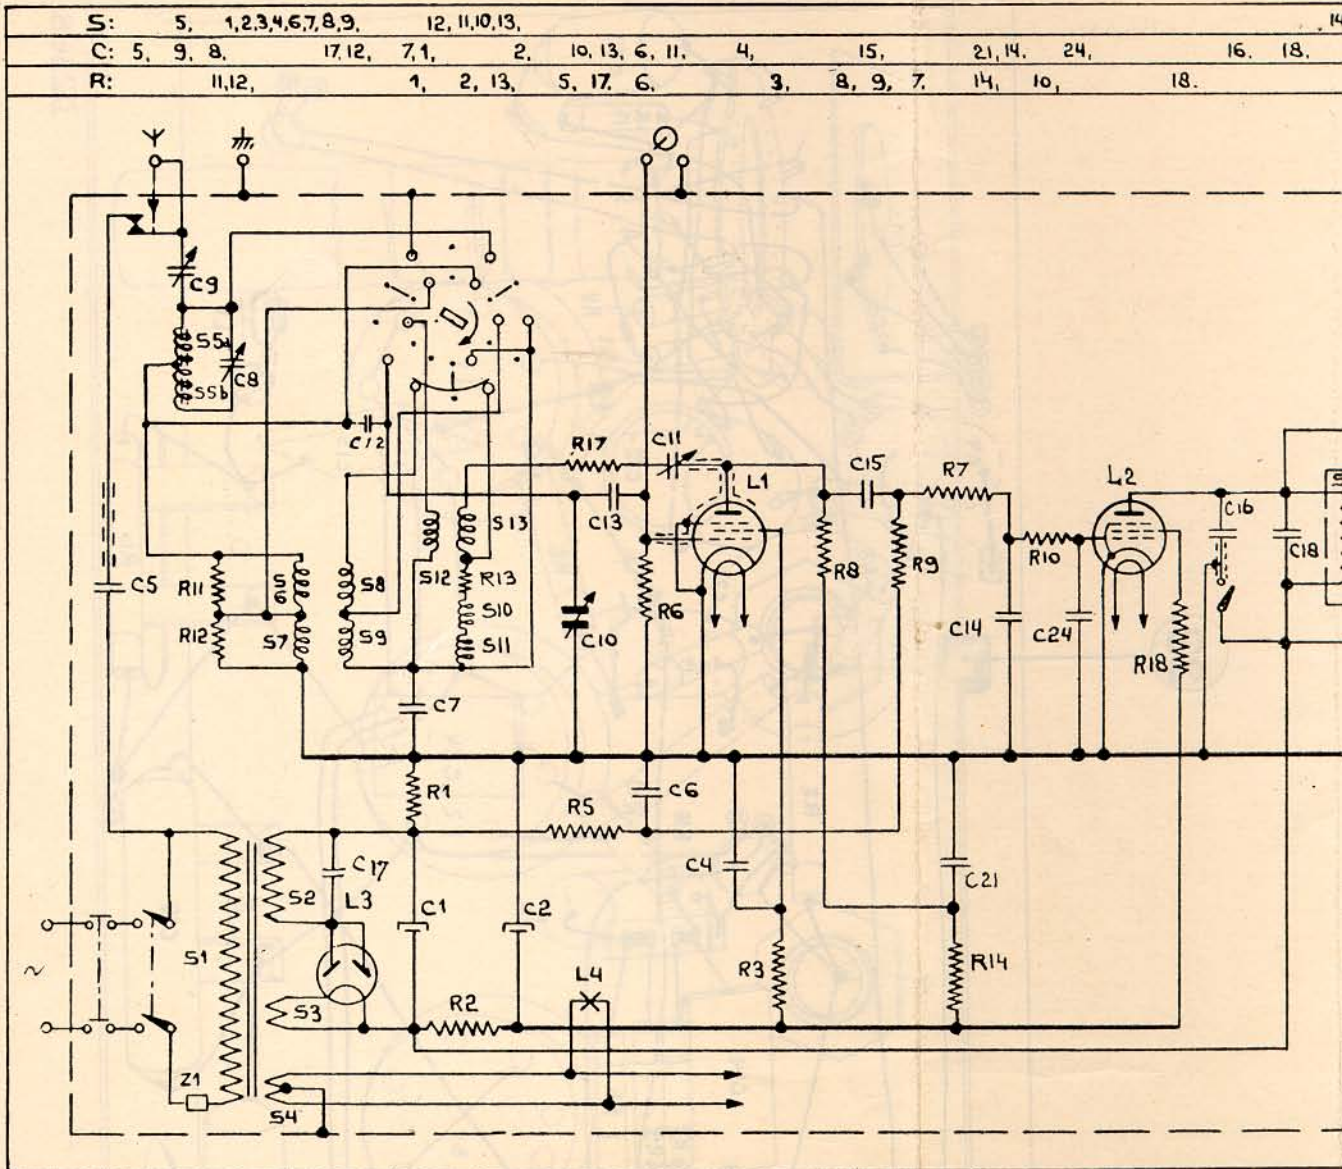 S: 5, 1,2,3,4,6,7,8,9, 12, 11,10,13, 14
C: 5, 9, 8, 17,12, 7,1, 2, 10, 13, 6, 11, 4, 15, 21,14. 24, 16. 18.
R: 11,12, 1, 2, 13, 5, 17. 6, 3, 8, 9, 7. 14, 10, 18.
C9
S5a
C8
S5b
C12
R17
C11
L1
C15
R7
L2
C16
C13
S13
C18
R10
S12
R13
R8
R9
C5
R11
S6
S8
S10
R6
C14
C24
R12
S7
S9
S11
C10
R18
C7
R1
C6
R5
C4
C17
C21
S2
L3
C1
C2
S1
~
R3
R14
L4
R2
S3
Z1
S4